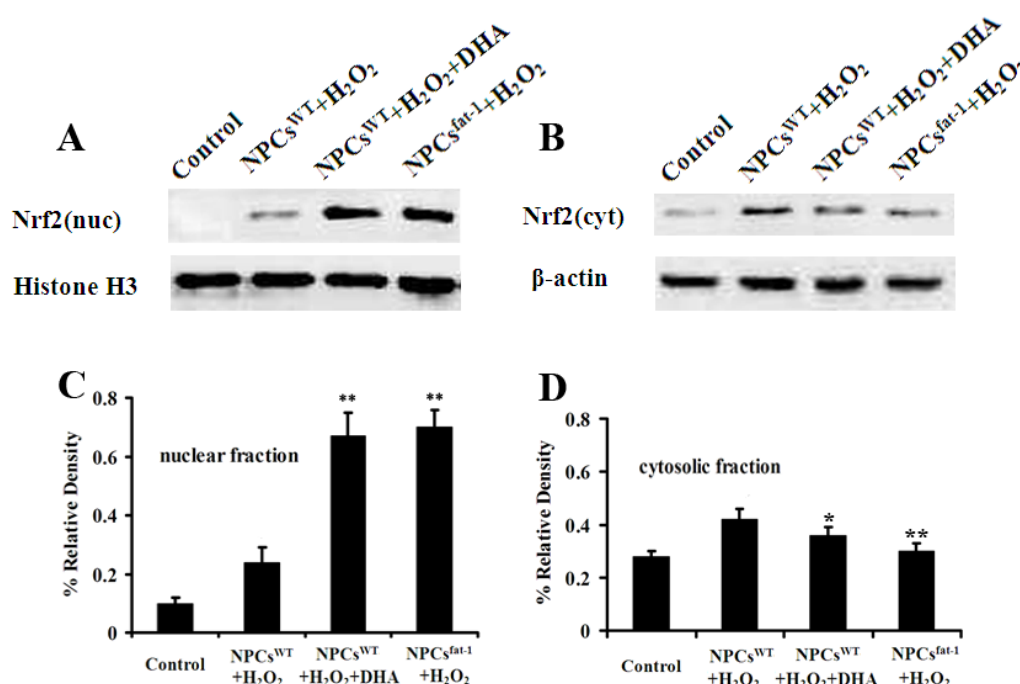 A
Control
NPCsᵂᵀ+H₂O₂
NPCsᵂᵀ+H₂O₂+DHA
NPCsᶠᵃᵗ⁻¹+H₂O₂
Nrf2(nuc)
Histone H3
B
Control
NPCsᵂᵀ+H₂O₂
NPCsᵂᵀ+H₂O₂+DHA
NPCsᶠᵃᵗ⁻¹+H₂O₂
Nrf2(cyt)
β-actin
C
% Relative Density
0.8
0.6
0.4
0.2
0
nuclear fraction
**
**
Control
NPCsᵂᵀ
+H₂O₂
NPCsᵂᵀ
+H₂O₂+DHA
NPCsᶠᵃᵗ⁻¹
+H₂O₂
D
% Relative Density
0.8
0.6
0.4
0.2
0
cytosolic fraction
*
**
Control
NPCsᵂᵀ
+H₂O₂
NPCsᵂᵀ
+H₂O₂+DHA
NPCsᶠᵃᵗ⁻¹
+H₂O₂